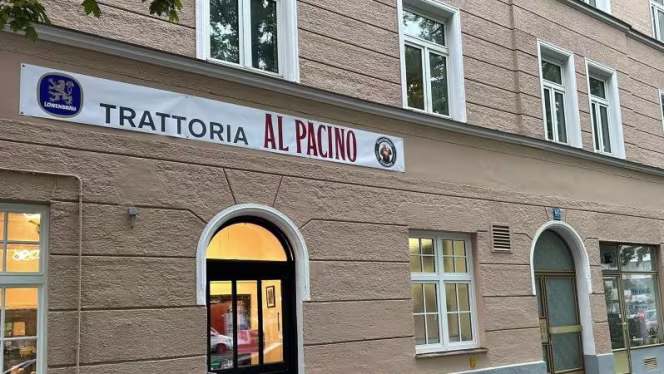 LÖWENBRÄU
TRATTORIA AL PACINO